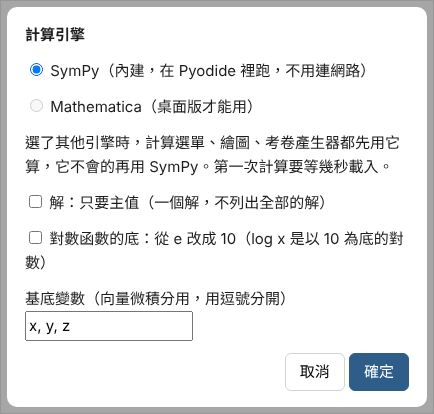 計算引擎
SymPy（內建，在 Pyodide 裡跑，不用連網路）
Mathematica（桌面版才能用）
選了其他引擎時，計算選單、繪圖、考卷產生器都先用它
算，它不會的再用 SymPy。第一次計算要等幾秒載入。
解：只要主值（一個解，不列出全部的解）
對數函數的底：從 e 改成 10（log x 是以 10 為底的對
數）
基底變數（向量微積分用，用逗號分開）
x, y, z
取消 確定